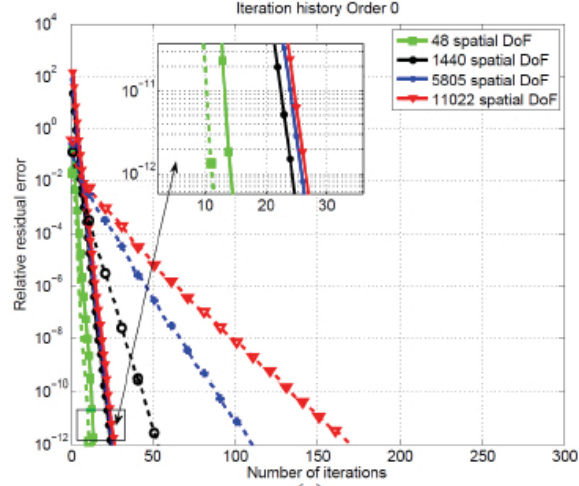 Iteration history Order 0
10^4
10^2
10^0
10^-2
10^-4
10^-6
10^-8
10^-10
10^-12
Relative residual error
48 spatial DoF
1440 spatial DoF
5805 spatial DoF
11022 spatial DoF
10^-11
10^-12
10 20 30
0 50 100 150 200 250 300
Number of iterations